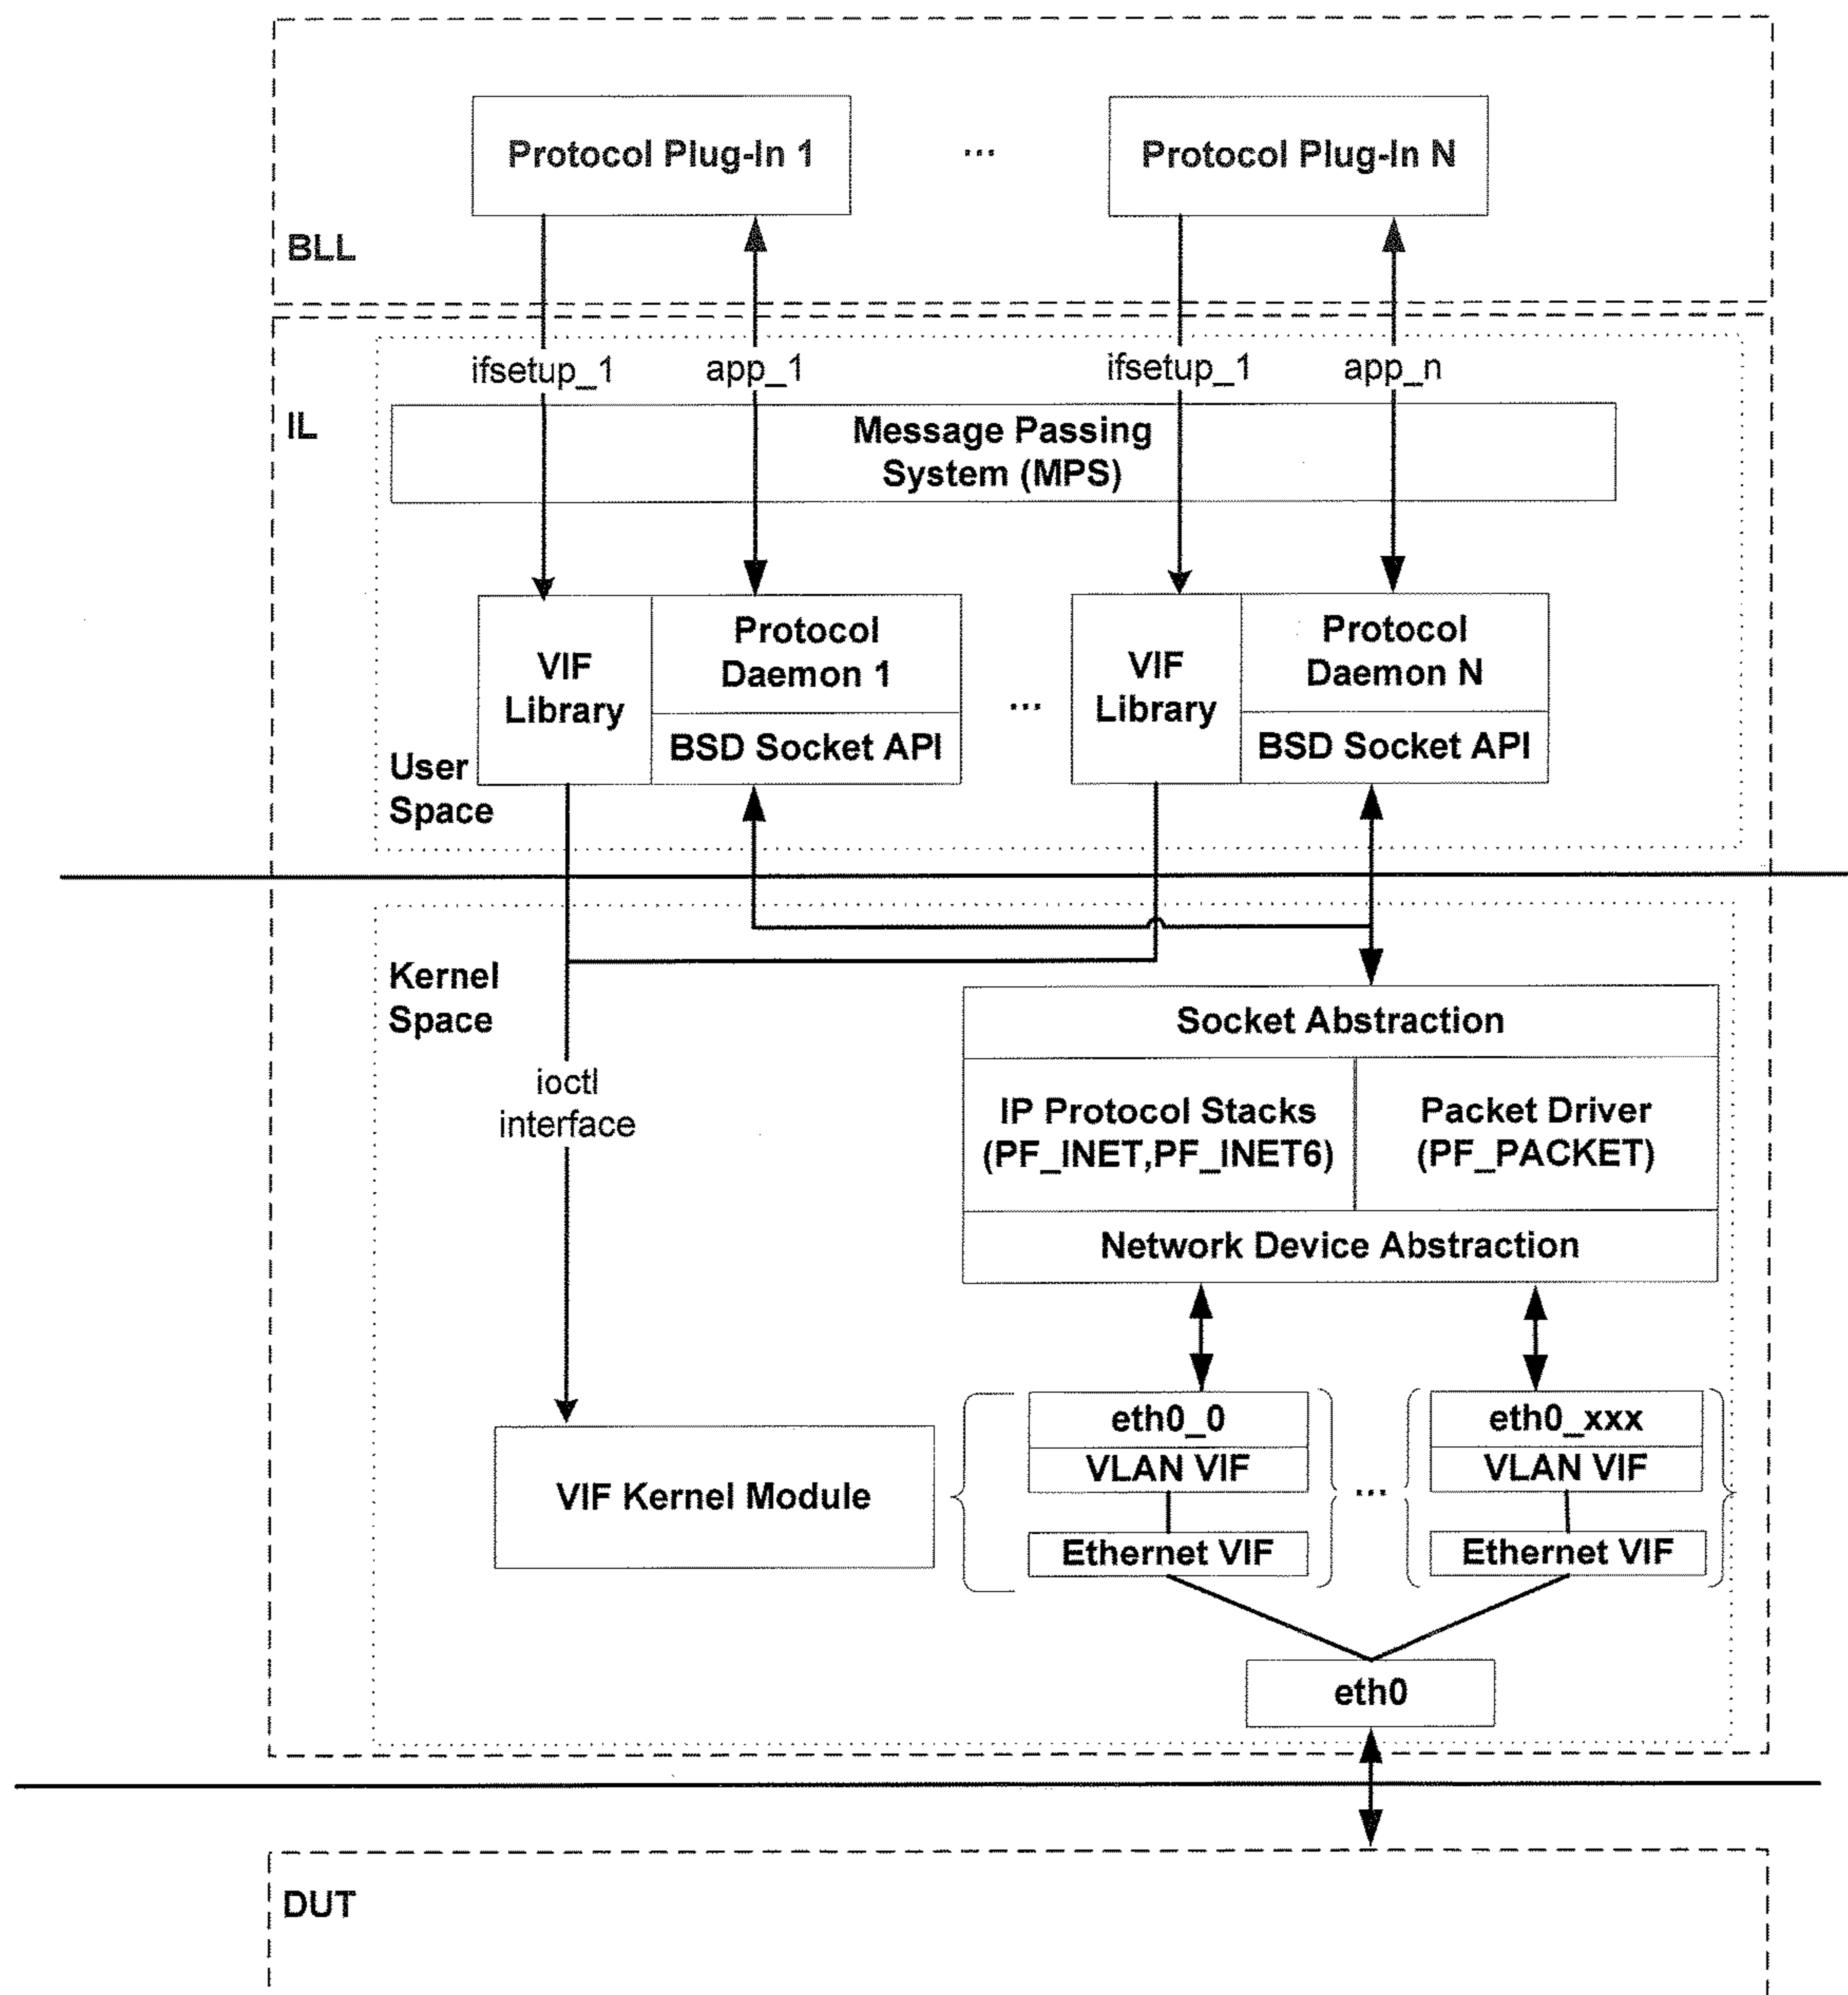 Protocol Plug-In 1
...
Protocol Plug-In N
BLL
ifsetup_1
app_1
ifsetup_1
app_n
IL
Message Passing
System (MPS)
VIF
Library
Protocol
Daemon 1
BSD Socket API
...
VIF
Library
Protocol
Daemon N
BSD Socket API
User
Space
Kernel
Space
ioctl
interface
Socket Abstraction
IP Protocol Stacks
(PF_INET,PF_INET6)
Packet Driver
(PF_PACKET)
Network Device Abstraction
VIF Kernel Module
eth0_0
VLAN VIF
Ethernet VIF
...
eth0_xxx
VLAN VIF
Ethernet VIF
eth0
DUT